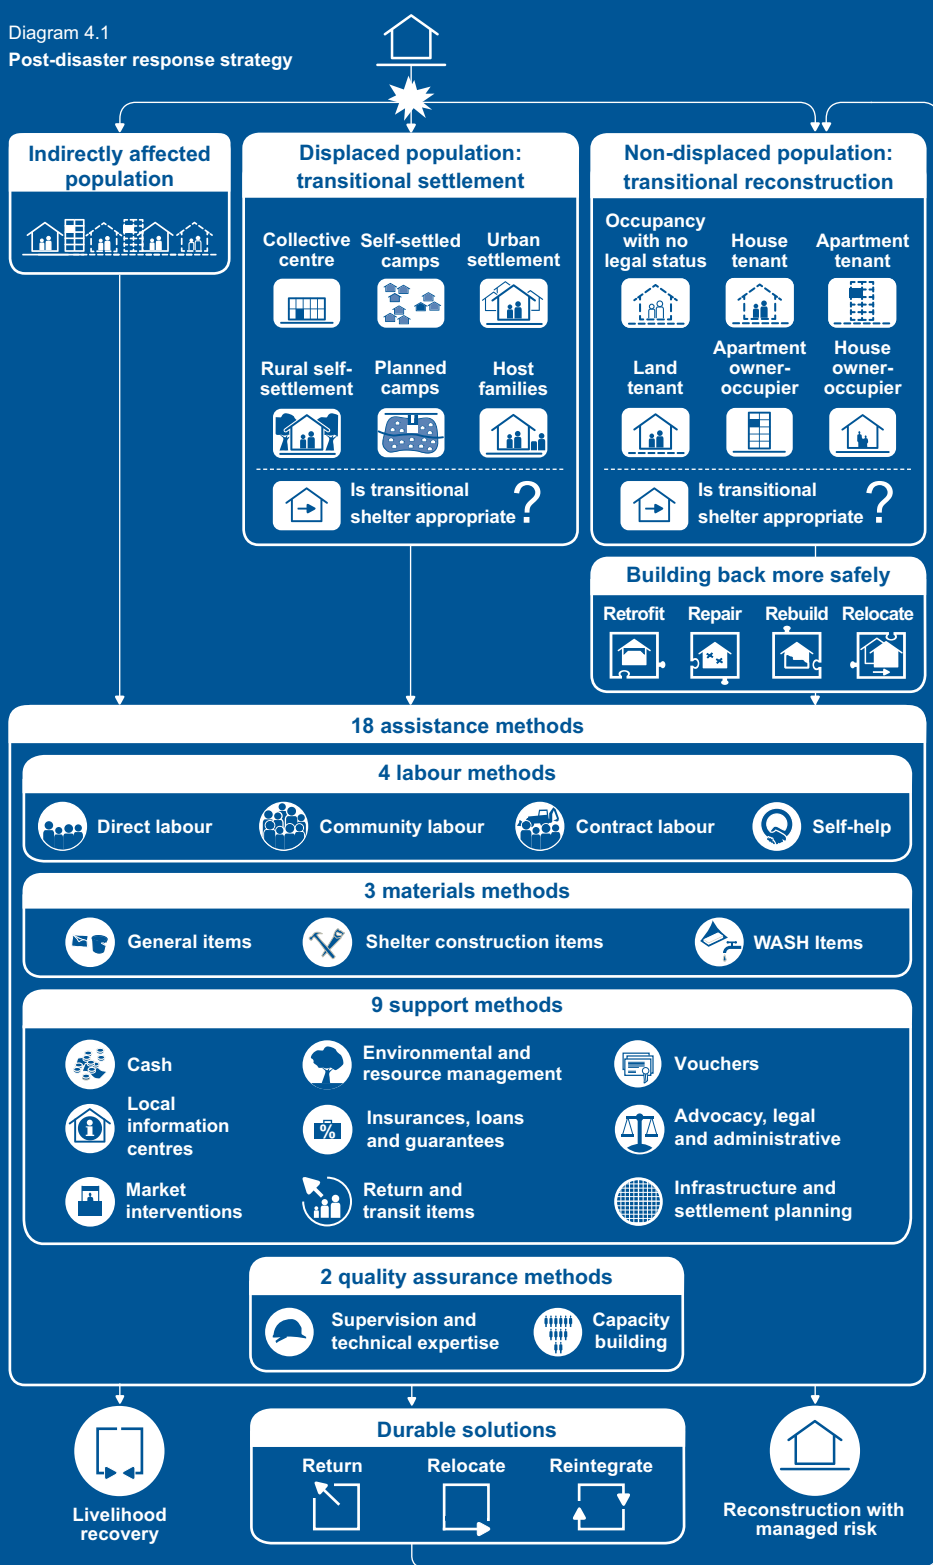 Diagram 4.1
Post-disaster response strategy
Indirectly affected
population
Displaced population:
transitional settlement
Collective
centre
Self-settled
camps
Urban
settlement
Rural self-
settlement
Planned
camps
Host
families
Is transitional
shelter appropriate ?
Non-displaced population:
transitional reconstruction
Occupancy
with no
legal status
House
tenant
Apartment
tenant
Land
tenant
Apartment
owner-
occupier
House
owner-
occupier
Is transitional
shelter appropriate ?
Building back more safely
Retrofit
Repair
Rebuild
Relocate
18 assistance methods
4 labour methods
Direct labour
Community labour
Contract labour
Self-help
3 materials methods
General items
Shelter construction items
WASH Items
9 support methods
Cash
Environmental and
resource management
Vouchers
Local
information
centres
i
Insurances, loans
and guarantees
%
Advocacy, legal
and administrative
Market
interventions
Return and
transit items
Infrastructure and
settlement planning
2 quality assurance methods
Supervision and
technical expertise
Capacity
building
Livelihood
recovery
Durable solutions
Return
Relocate
Reintegrate
Reconstruction with
managed risk